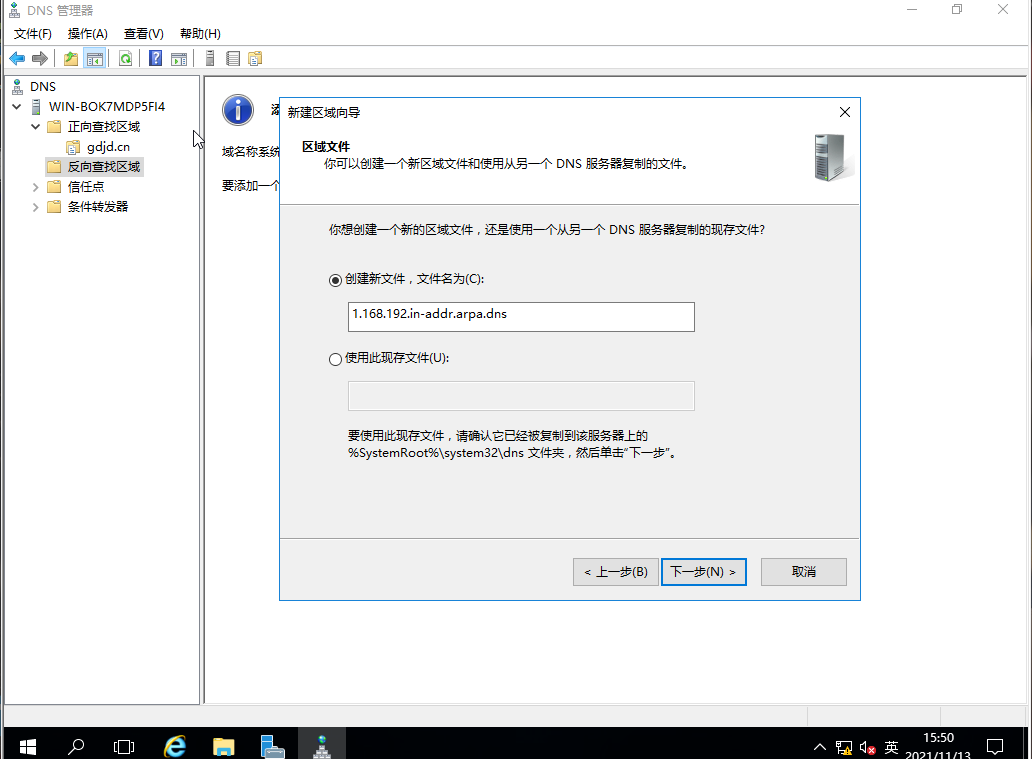 DNS 管理器
文件(F) 操作(A) 查看(V) 帮助(H)
DNS
WIN-BOK7MDP5FI4
正向查找区域
gdjd.cn
反向查找区域
信任点
条件转发器
域名称系统
要添加一个
新建区域向导
区域文件
你可以创建一个新区域文件和使用从另一个 DNS 服务器复制的文件。
你想创建一个新的区域文件，还是使用一个从另一个 DNS 服务器复制的现存文件?
创建新文件，文件名为(C):
1.168.192.in-addr.arpa.dns
使用此现存文件(U):
要使用此现存文件，请确认它已经被复制到该服务器上的
%SystemRoot%\system32\dns 文件夹，然后单击“下一步”。
< 上一步(B) 下一步(N) > 取消
英
15:50
2021/11/13